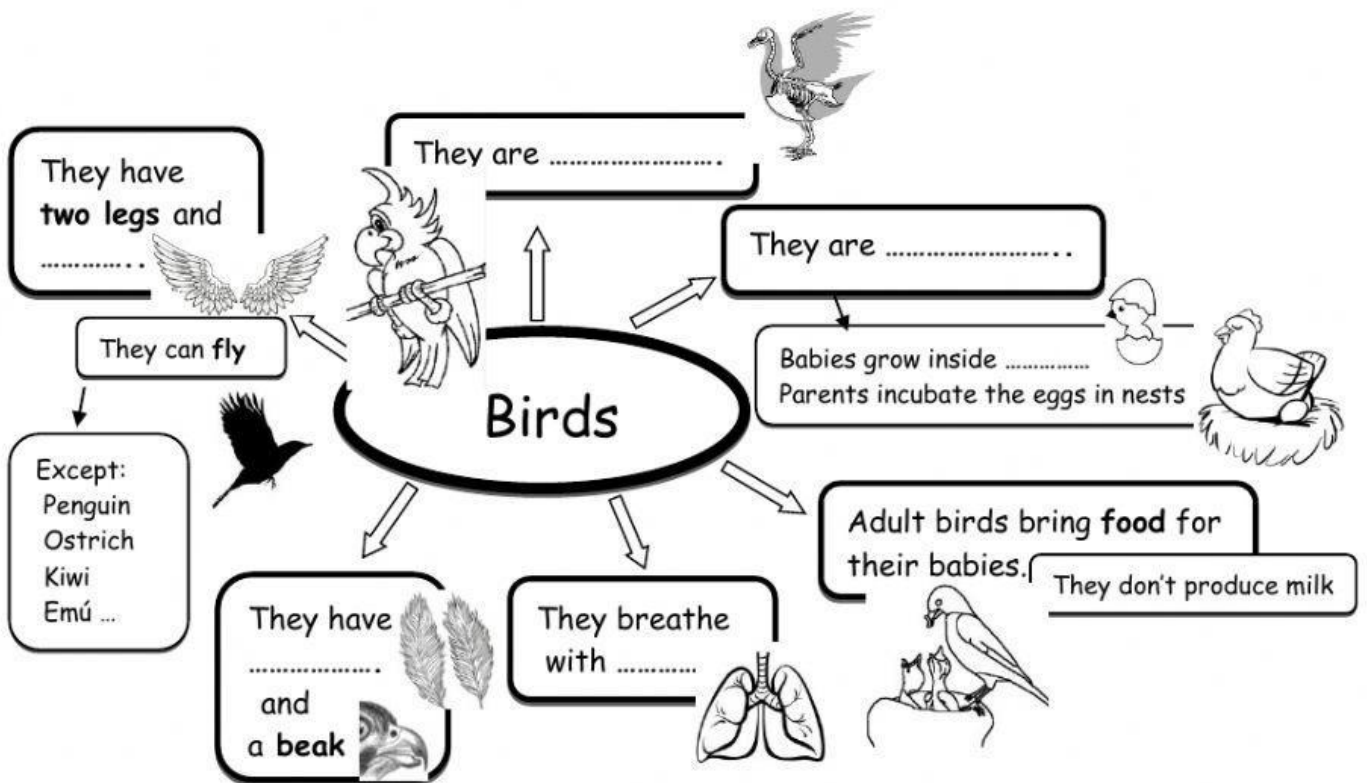 They are …………………….
They have
two legs and
…………..
They are …………………..
They can fly
Babies grow inside ……………
Parents incubate the eggs in nests
Birds
Except:
Penguin
Ostrich
Kiwi
Emú …
Adult birds bring food for
their babies.
They don't produce milk
They have
……………….
and
a beak
They breathe
with …………